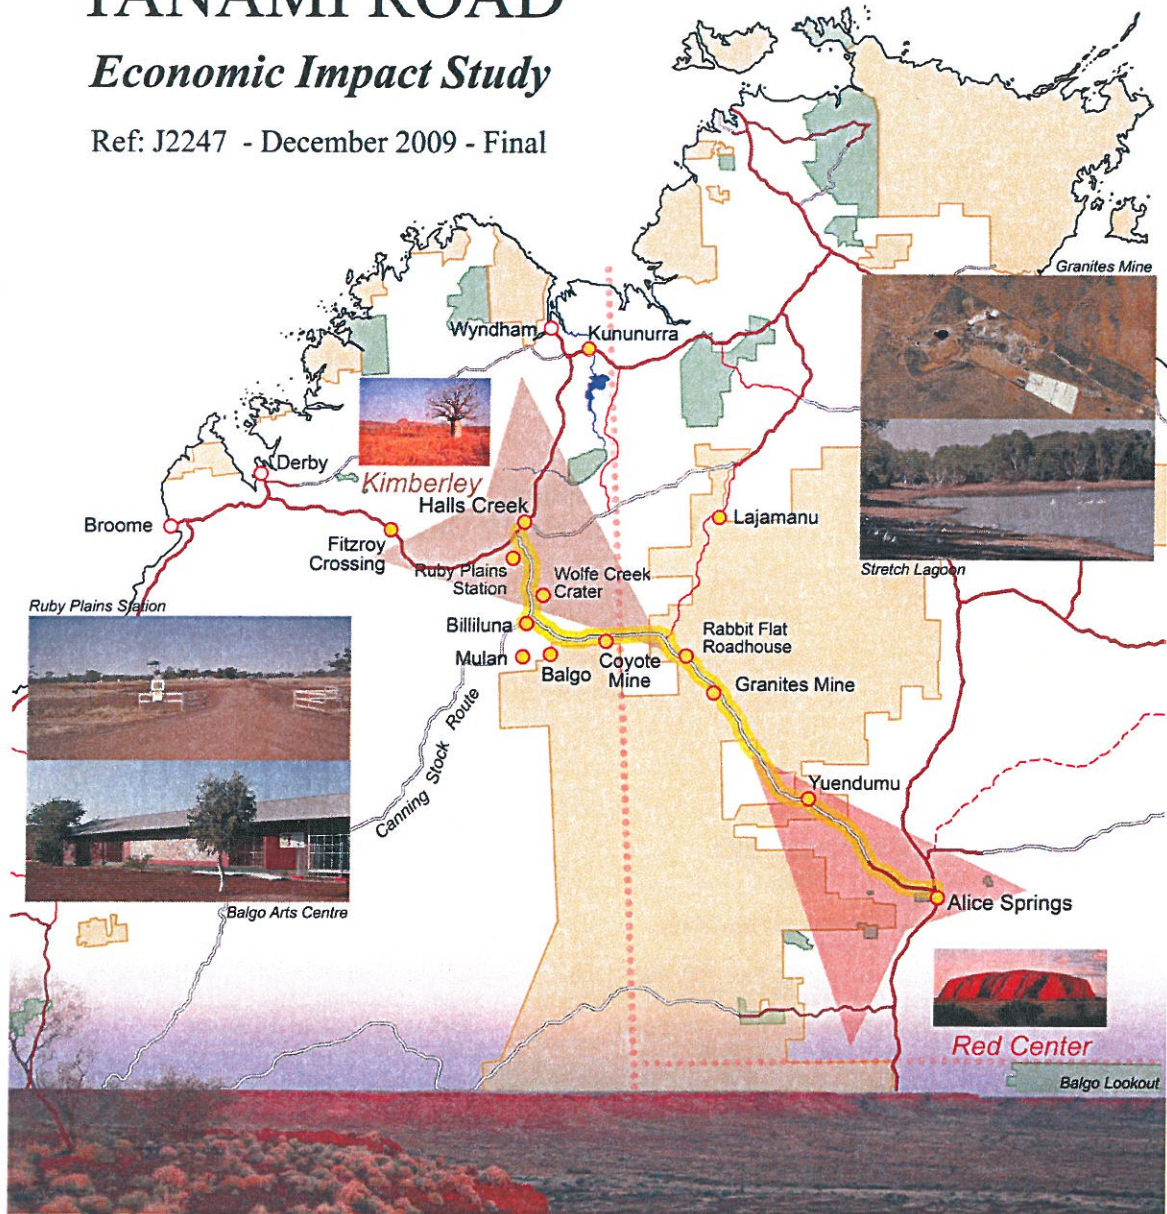 TANAMI ROAD
Economic Impact Study
Ref: J2247 - December 2009 - Final
Granites Mine
Wyndham
Kununurra
Derby
Kimberley
Halls Creek
Broome
Lajamanu
Fitzroy
Crossing
Ruby Plains
Station
Wolfe Creek
Crater
Stretch Lagoon
Ruby Plains Station
Billiluna
Rabbit Flat
Roadhouse
Mulan
Balgo
Coyote
Mine
Granites Mine
Canning Stock Route
Yuendumu
Balgo Arts Centre
Alice Springs
Red Center
Balgo Lookout